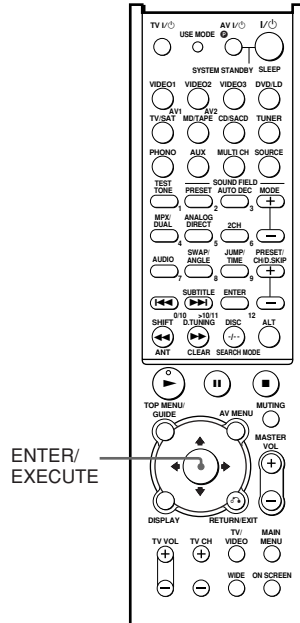 TV I/⏻ AV I/⏻ I/⏻
USE MODE P
SYSTEM STANDBY SLEEP
VIDEO1 VIDEO2 VIDEO3 DVD/LD
AV1 AV2
TV/SAT MD/TAPE CD/SACD TUNER
PHONO AUX MULTI CH SOURCE
TEST TONE SOUND FIELD
PRESET AUTO DEC MODE
1 2 3 +
MPX/DUAL ANALOG DIRECT 2CH –
4 5 6
AUDIO SWAP/ANGLE JUMP/TIME PRESET/CH/D.SKIP
7 8 9 +
SUBTITLE ENTER
–
0/10 >10/11 12
SHIFT D.TUNING DISC ALT
-/--
ANT CLEAR SEARCH MODE
TOP MENU/GUIDE AV MENU MUTING
MASTER VOL
+
ENTER/
EXECUTE
–
DISPLAY RETURN/EXIT
TV VOL TV CH TV/VIDEO MAIN MENU
+ +
WIDE ON SCREEN
– –